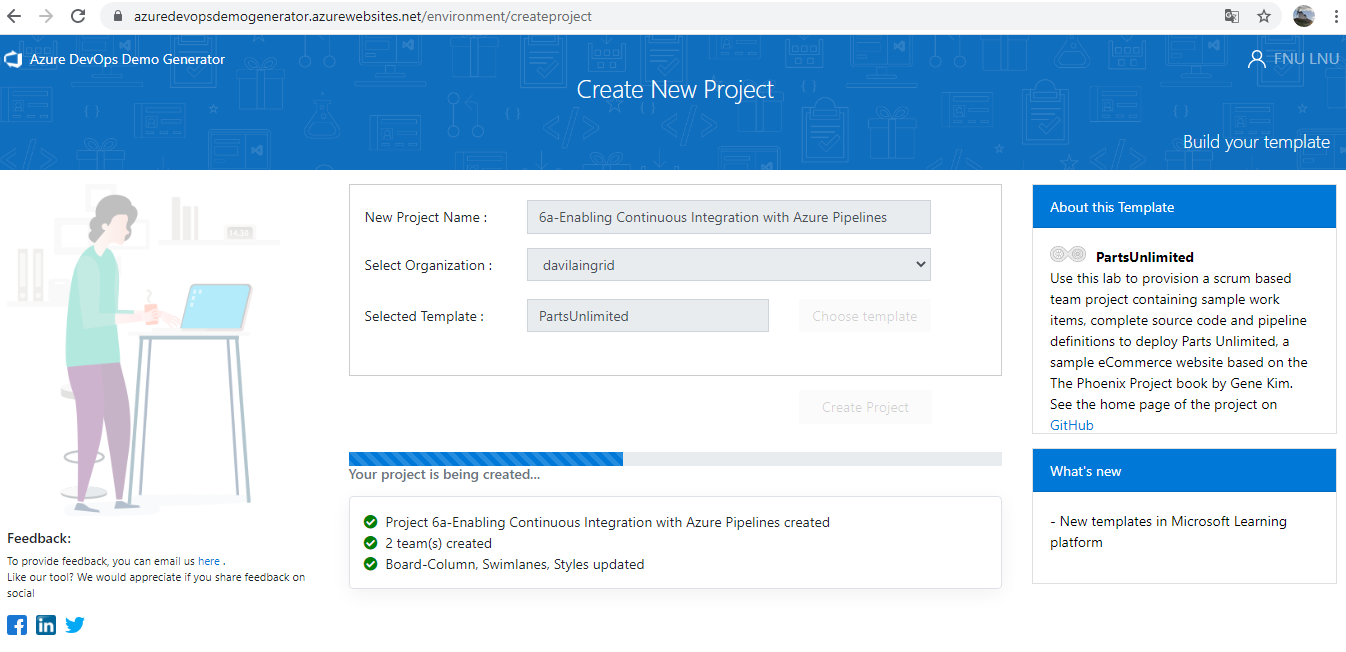 azuredevopsdemogenerator.azurewebsites.net/environment/createproject
Azure DevOps Demo Generator
FNU LNU
Create New Project
Build your template
14:30
New Project Name :
6a-Enabling Continuous Integration with Azure Pipelines
Select Organization :
davilaingrid
Selected Template :
PartsUnlimited
Choose template
Create Project
Your project is being created...
Project 6a-Enabling Continuous Integration with Azure Pipelines created
2 team(s) created
Board-Column, Swimlanes, Styles updated
About this Template
PartsUnlimited
Use this lab to provision a scrum based
team project containing sample work
items, complete source code and pipeline
definitions to deploy Parts Unlimited, a
sample eCommerce website based on the
The Phoenix Project book by Gene Kim.
See the home page of the project on
GitHub
What's new
- New templates in Microsoft Learning
platform
Feedback:
To provide feedback, you can email us here .
Like our tool? We would appreciate if you share feedback on
social